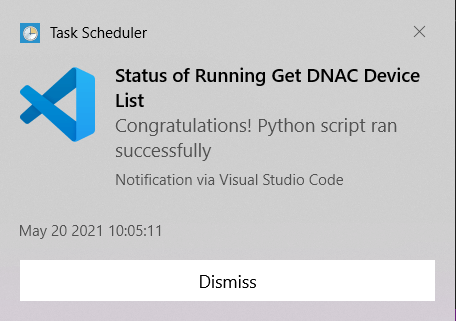 Task Scheduler
Status of Running Get DNAC Device
List
Congratulations! Python script ran
successfully
Notification via Visual Studio Code
May 20 2021 10:05:11
Dismiss